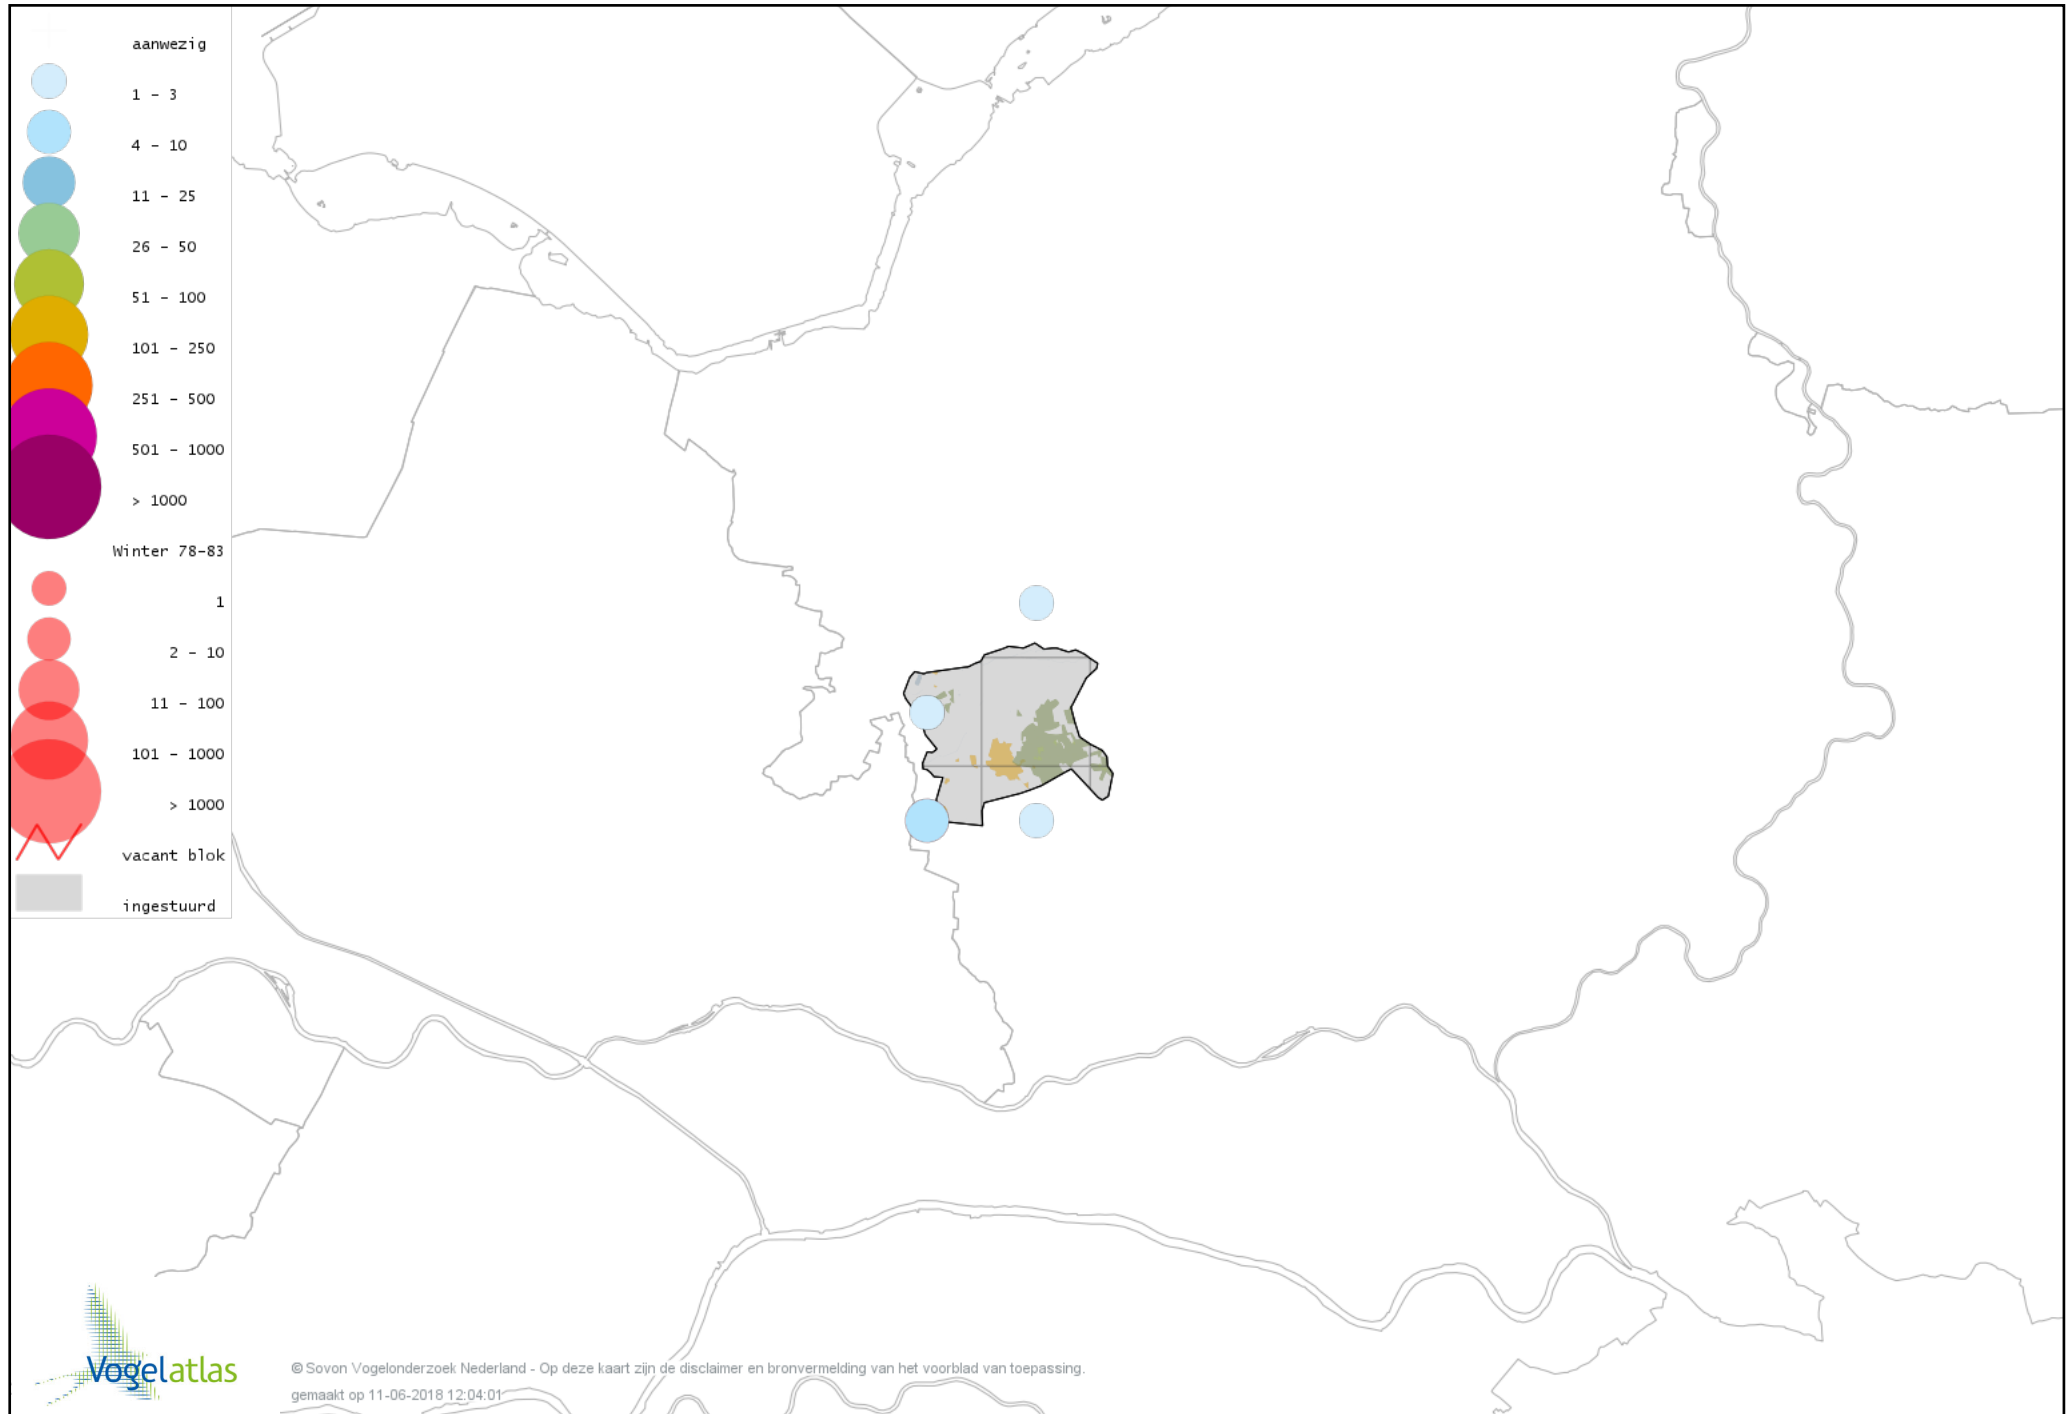 aanwezig
1 - 3
4 - 10
11 - 25
26 - 50
51 - 100
101 - 250
251 - 500
501 - 1000
> 1000
Winter 78-83
1
2 - 10
11 - 100
101 - 1000
> 1000
vacant blok
ingestuurd
Vogelatlas
© Sovon Vogelonderzoek Nederland - Op deze kaart zijn de disclaimer en bronvermelding van het voorblad van toepassing.
gemaakt op 11-06-2018 12:04:01